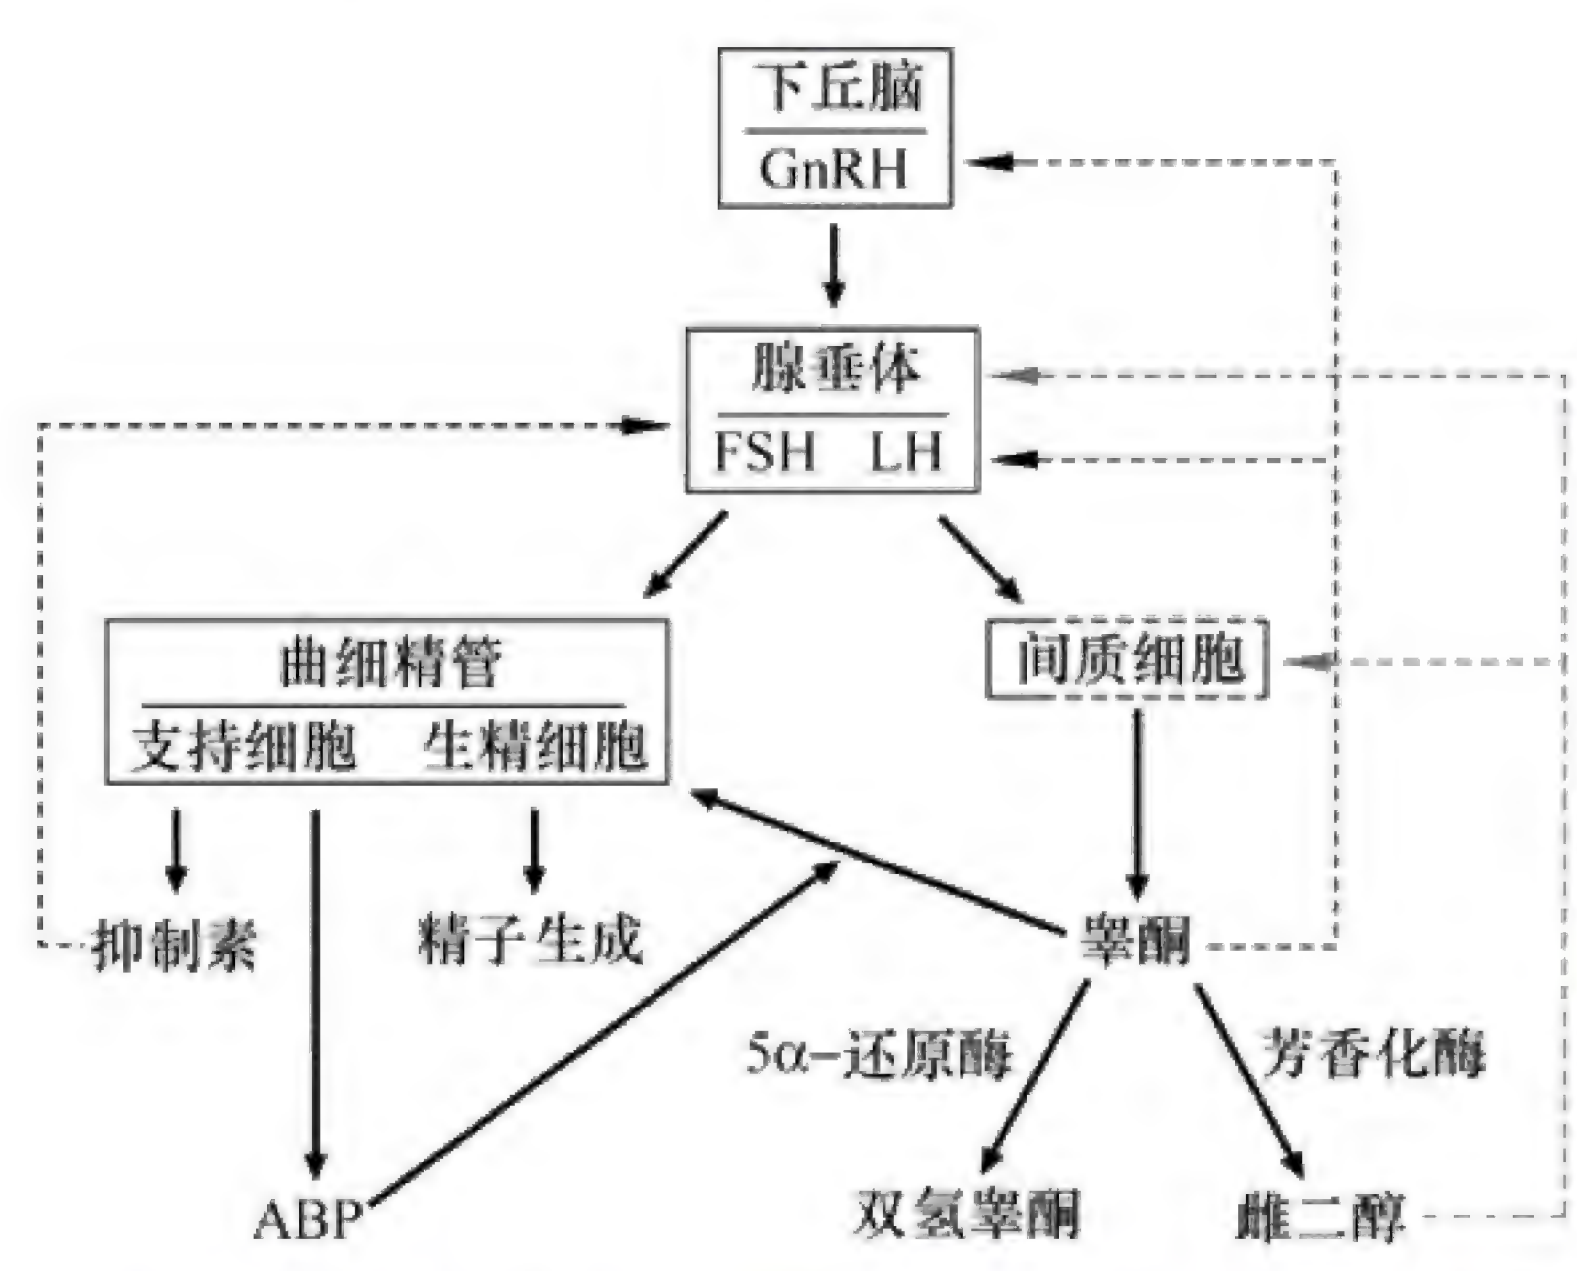 下丘脑
GnRH
腺垂体
FSH LH
曲细精管
支持细胞 生精细胞
间质细胞
抑制素
精子生成
睾酮
5α-还原酶
芳香化酶
ABP
双氢睾酮
雌二醇